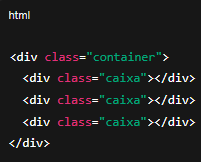 html
<div class="container">
  <div class="caixa"></div>
  <div class="caixa"></div>
  <div class="caixa"></div>
</div>